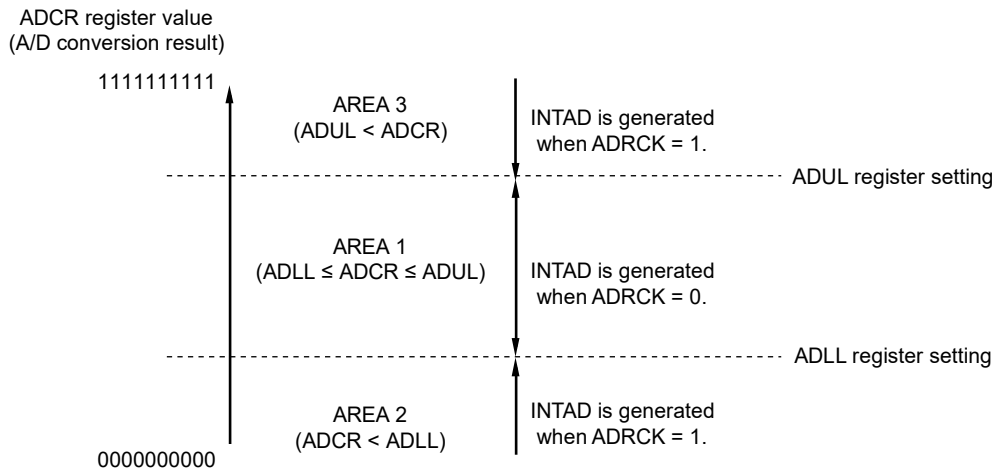 ADCR register value
(A/D conversion result)
1111111111
AREA 3
(ADUL < ADCR)
INTAD is generated
when ADRCK = 1.
ADUL register setting
AREA 1
(ADLL ≤ ADCR ≤ ADUL)
INTAD is generated
when ADRCK = 0.
ADLL register setting
AREA 2
(ADCR < ADLL)
INTAD is generated
when ADRCK = 1.
0000000000